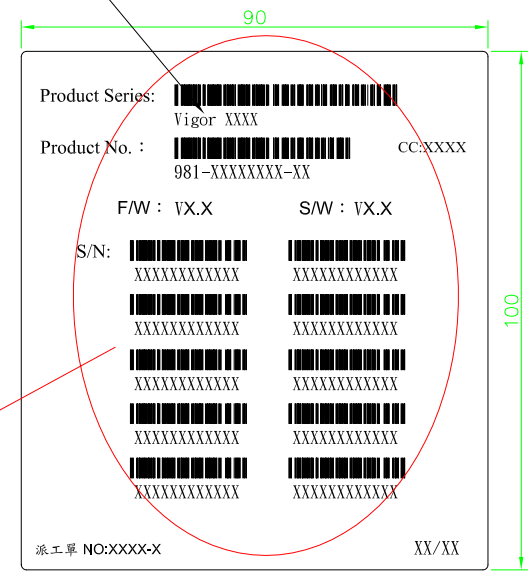 90
Product Series:
Vigor XXXX
Product No. :
CC:XXXX
981-XXXXXXXX-XX
F/W : VX.X S/W : VX.X
S/N:
XXXXXXXXXXXX XXXXXXXXXXXX
XXXXXXXXXXXX XXXXXXXXXXXX
100
XXXXXXXXXXXX XXXXXXXXXXXX
XXXXXXXXXXXX XXXXXXXXXXXX
XXXXXXXXXXXX XXXXXXXXXXXX
派工單 NO:XXXX-X XX/XX